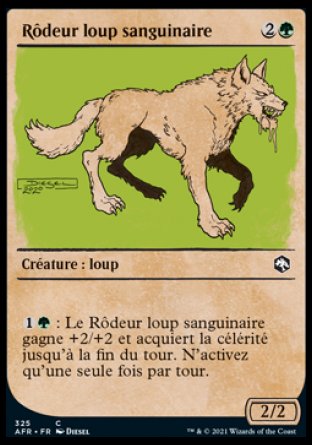 Rôdeur loup sanguinaire 2
DIESEL
2020
Créature : loup
1 : Le Rôdeur loup sanguinaire
gagne +2/+2 et acquiert la célérité
jusqu'à la fin du tour. N'activez
qu'une seule fois par tour.
2/2
325 C
AFR • FR DIESEL
™ & © 2021 Wizards of the Coast